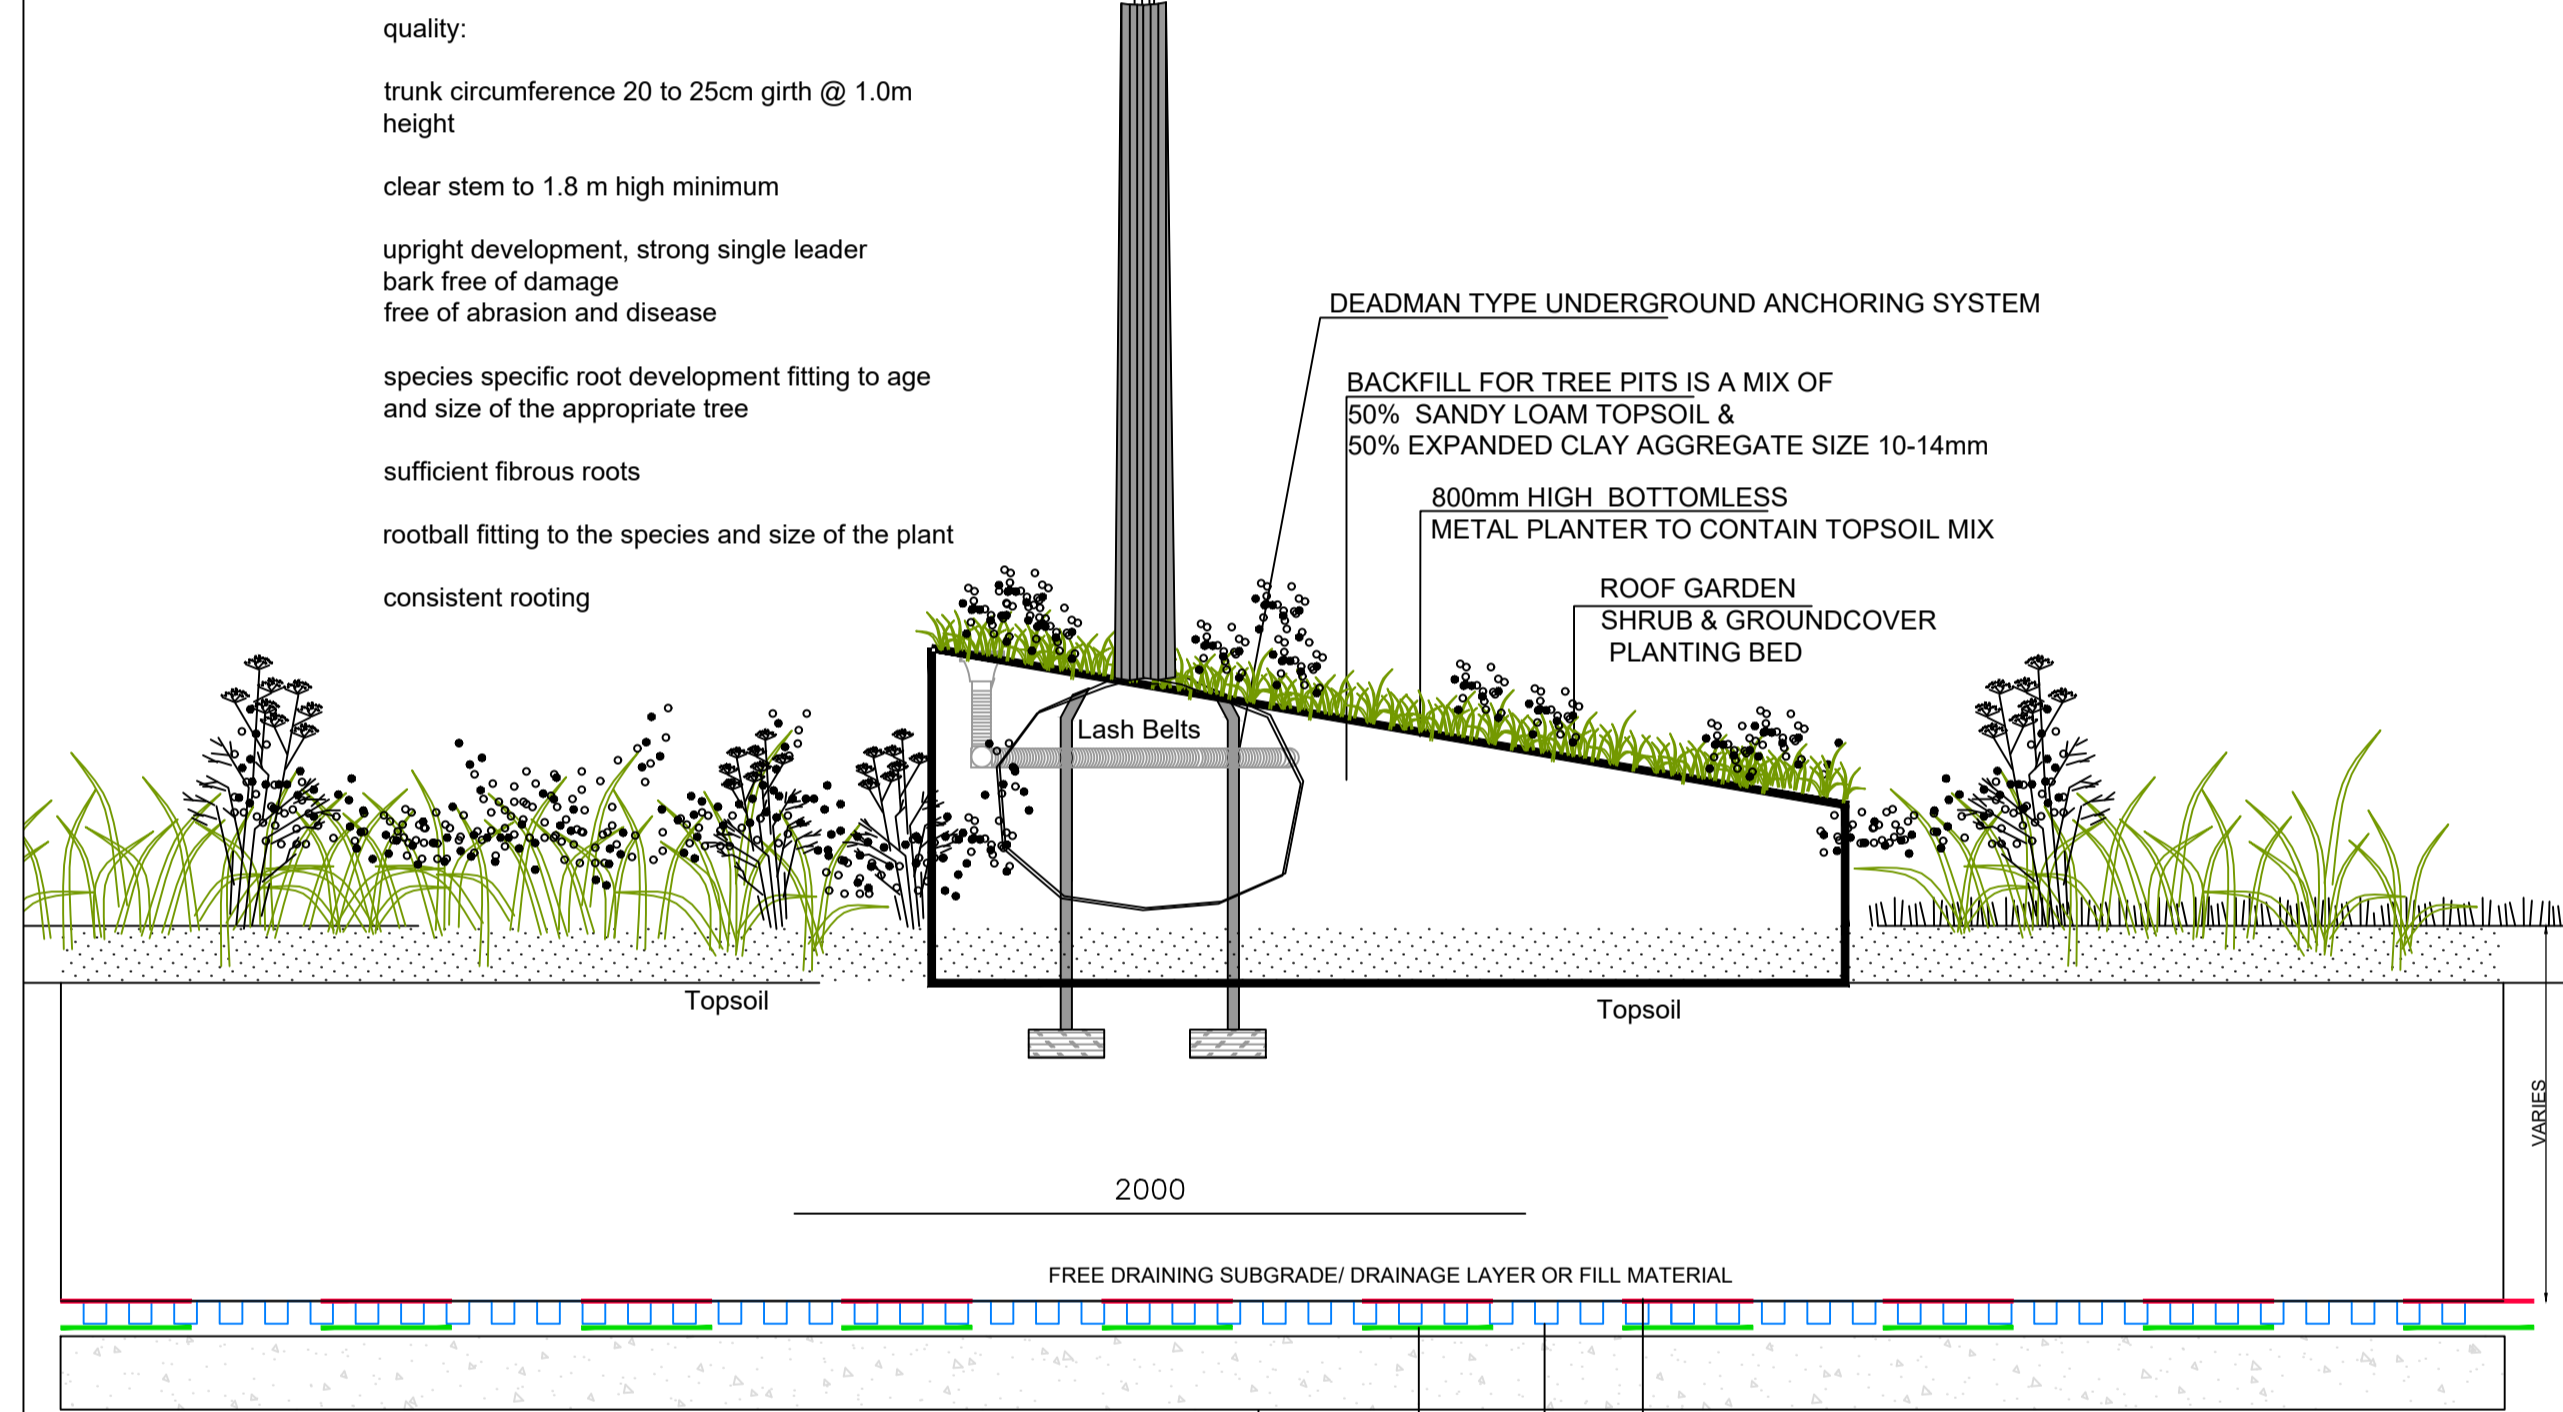 quality:
trunk circumference 20 to 25cm girth @ 1.0m
height
clear stem to 1.8 m high minimum
upright development, strong single leader
bark free of damage
free of abrasion and disease
species specific root development fitting to age
and size of the appropriate tree
sufficient fibrous roots
rootball fitting to the species and size of the plant
consistent rooting
DEADMAN TYPE UNDERGROUND ANCHORING SYSTEM
BACKFILL FOR TREE PITS IS A MIX OF
50% SANDY LOAM TOPSOIL &
50% EXPANDED CLAY AGGREGATE SIZE 10-14mm
800mm HIGH BOTTOMLESS
METAL PLANTER TO CONTAIN TOPSOIL MIX
ROOF GARDEN
SHRUB & GROUNDCOVER
PLANTING BED
Lash Belts
Topsoil
Topsoil
VARIES
2000
FREE DRAINING SUBGRADE/ DRAINAGE LAYER OR FILL MATERIAL